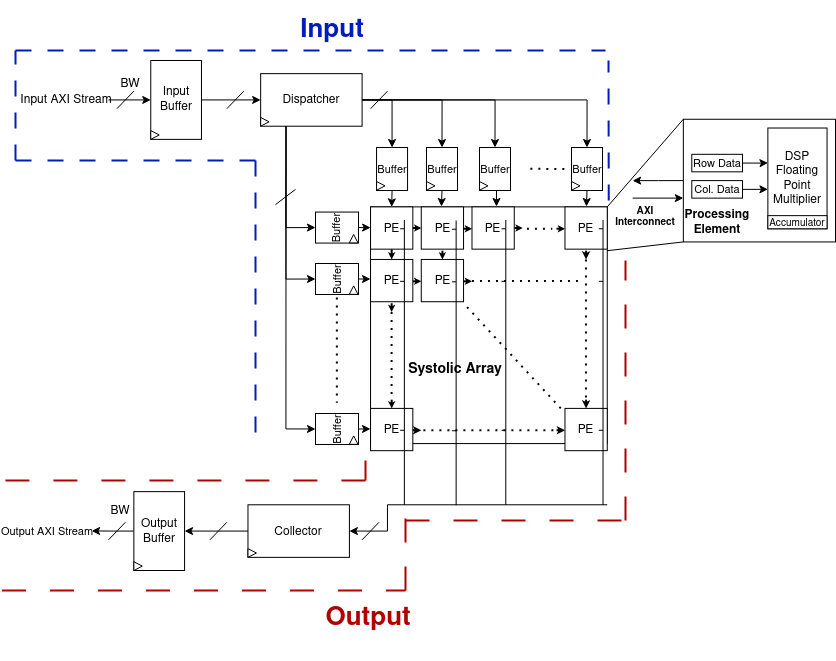 Input
BW
Input AXI Stream
Input
Buffer
Dispatcher
Buffer
Buffer
Buffer
Buffer
Row Data
Col. Data
DSP
Floating
Point
Multiplier
Accumulator
Processing
Element
AXI
Interconnect
Buffer
PE
PE
PE
PE
Buffer
PE
PE
Systolic Array
Buffer
PE
PE
BW
Output AXI Stream
Output
Buffer
Collector
Output